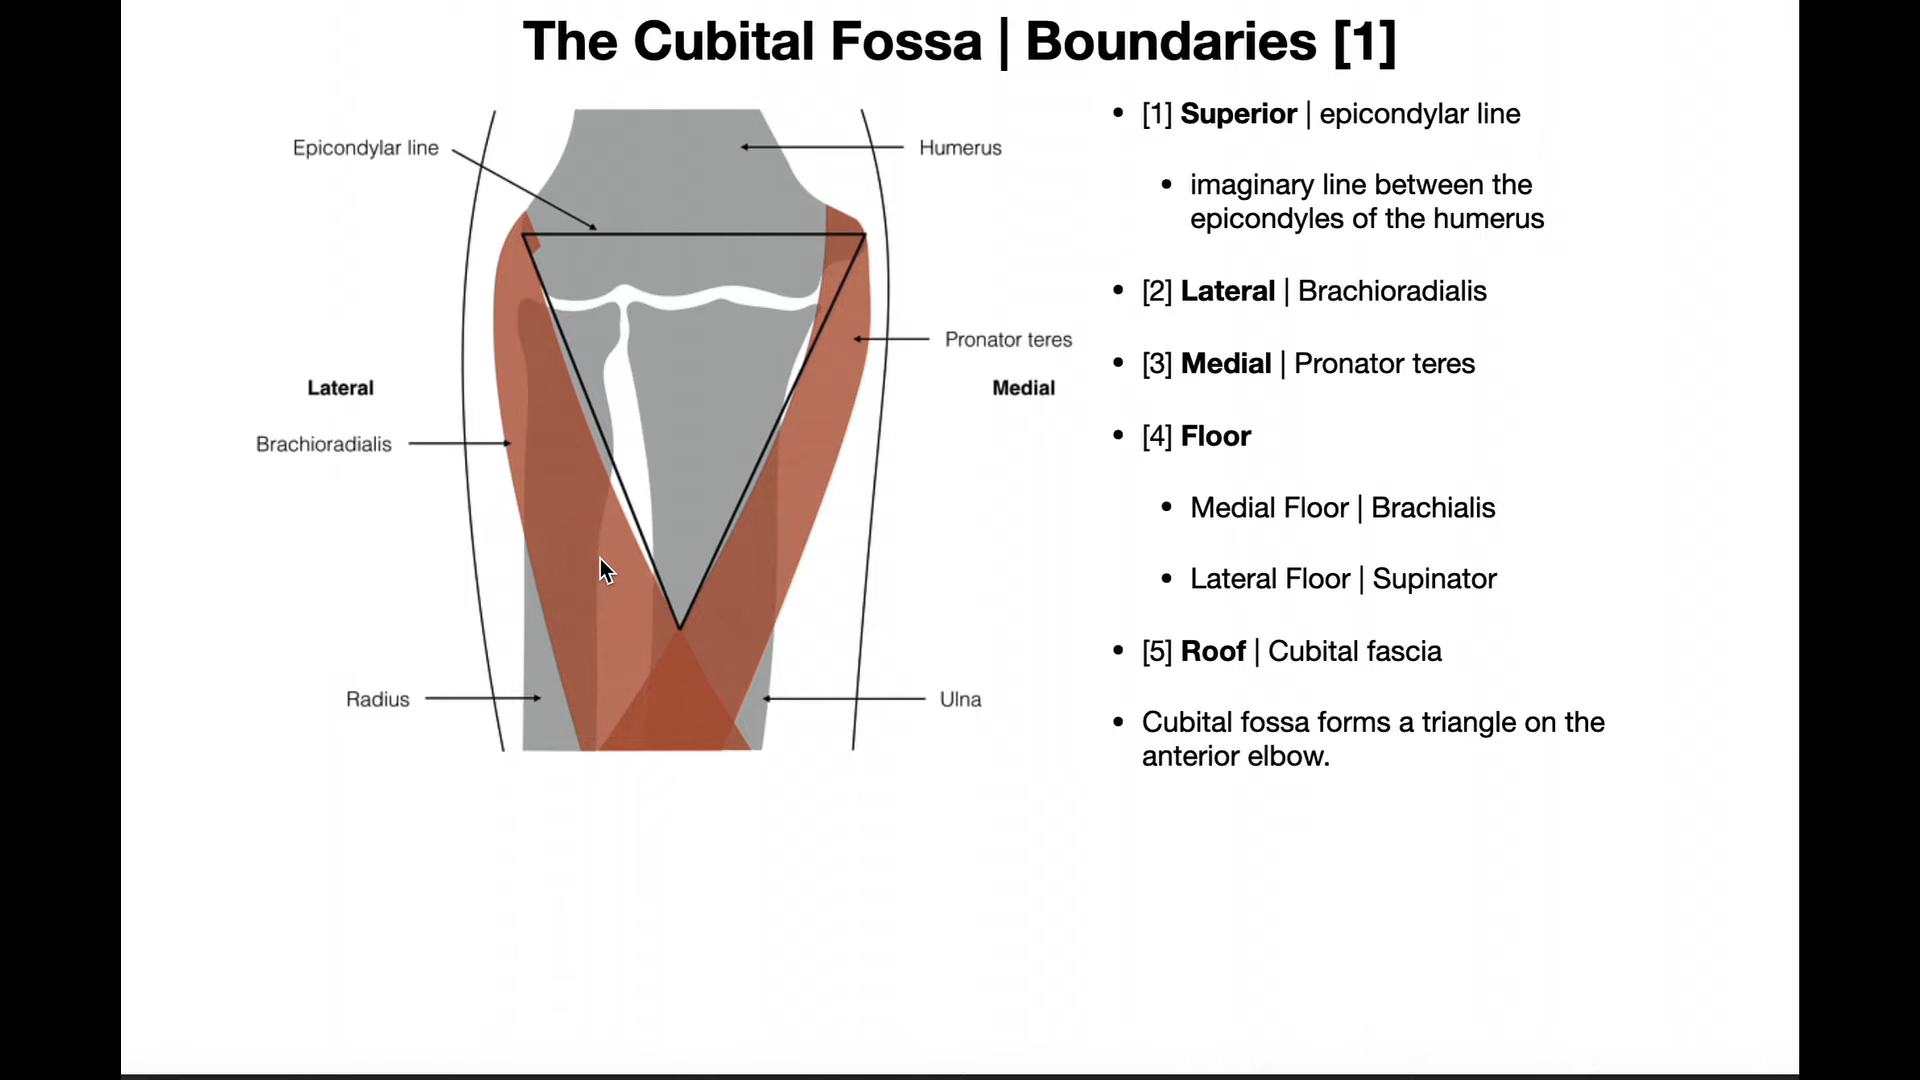 The Cubital Fossa | Boundaries [1]
Epicondylar line
Humerus
Pronator teres
Lateral
Medial
Brachioradialis
Radius
Ulna
• [1] Superior | epicondylar line
• imaginary line between the
epicondyles of the humerus
• [2] Lateral | Brachioradialis
• [3] Medial | Pronator teres
• [4] Floor
• Medial Floor | Brachialis
• Lateral Floor | Supinator
• [5] Roof | Cubital fascia
• Cubital fossa forms a triangle on the
anterior elbow.